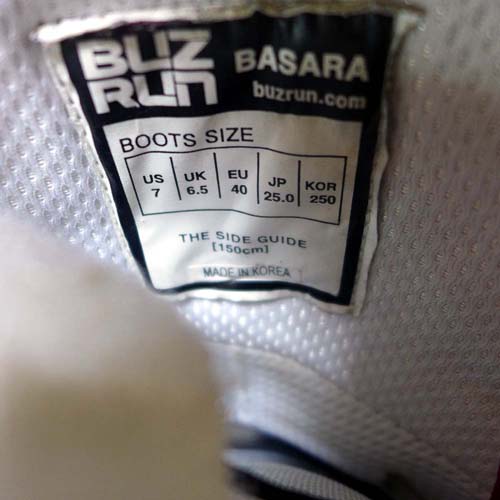 BUZ RUN BASARA
buzrun.com
BOOTS SIZE
US UK EU JP KOR
7 6.5 40 25.0 250
THE SIDE GUIDE
[150cm]
MADE IN KOREA